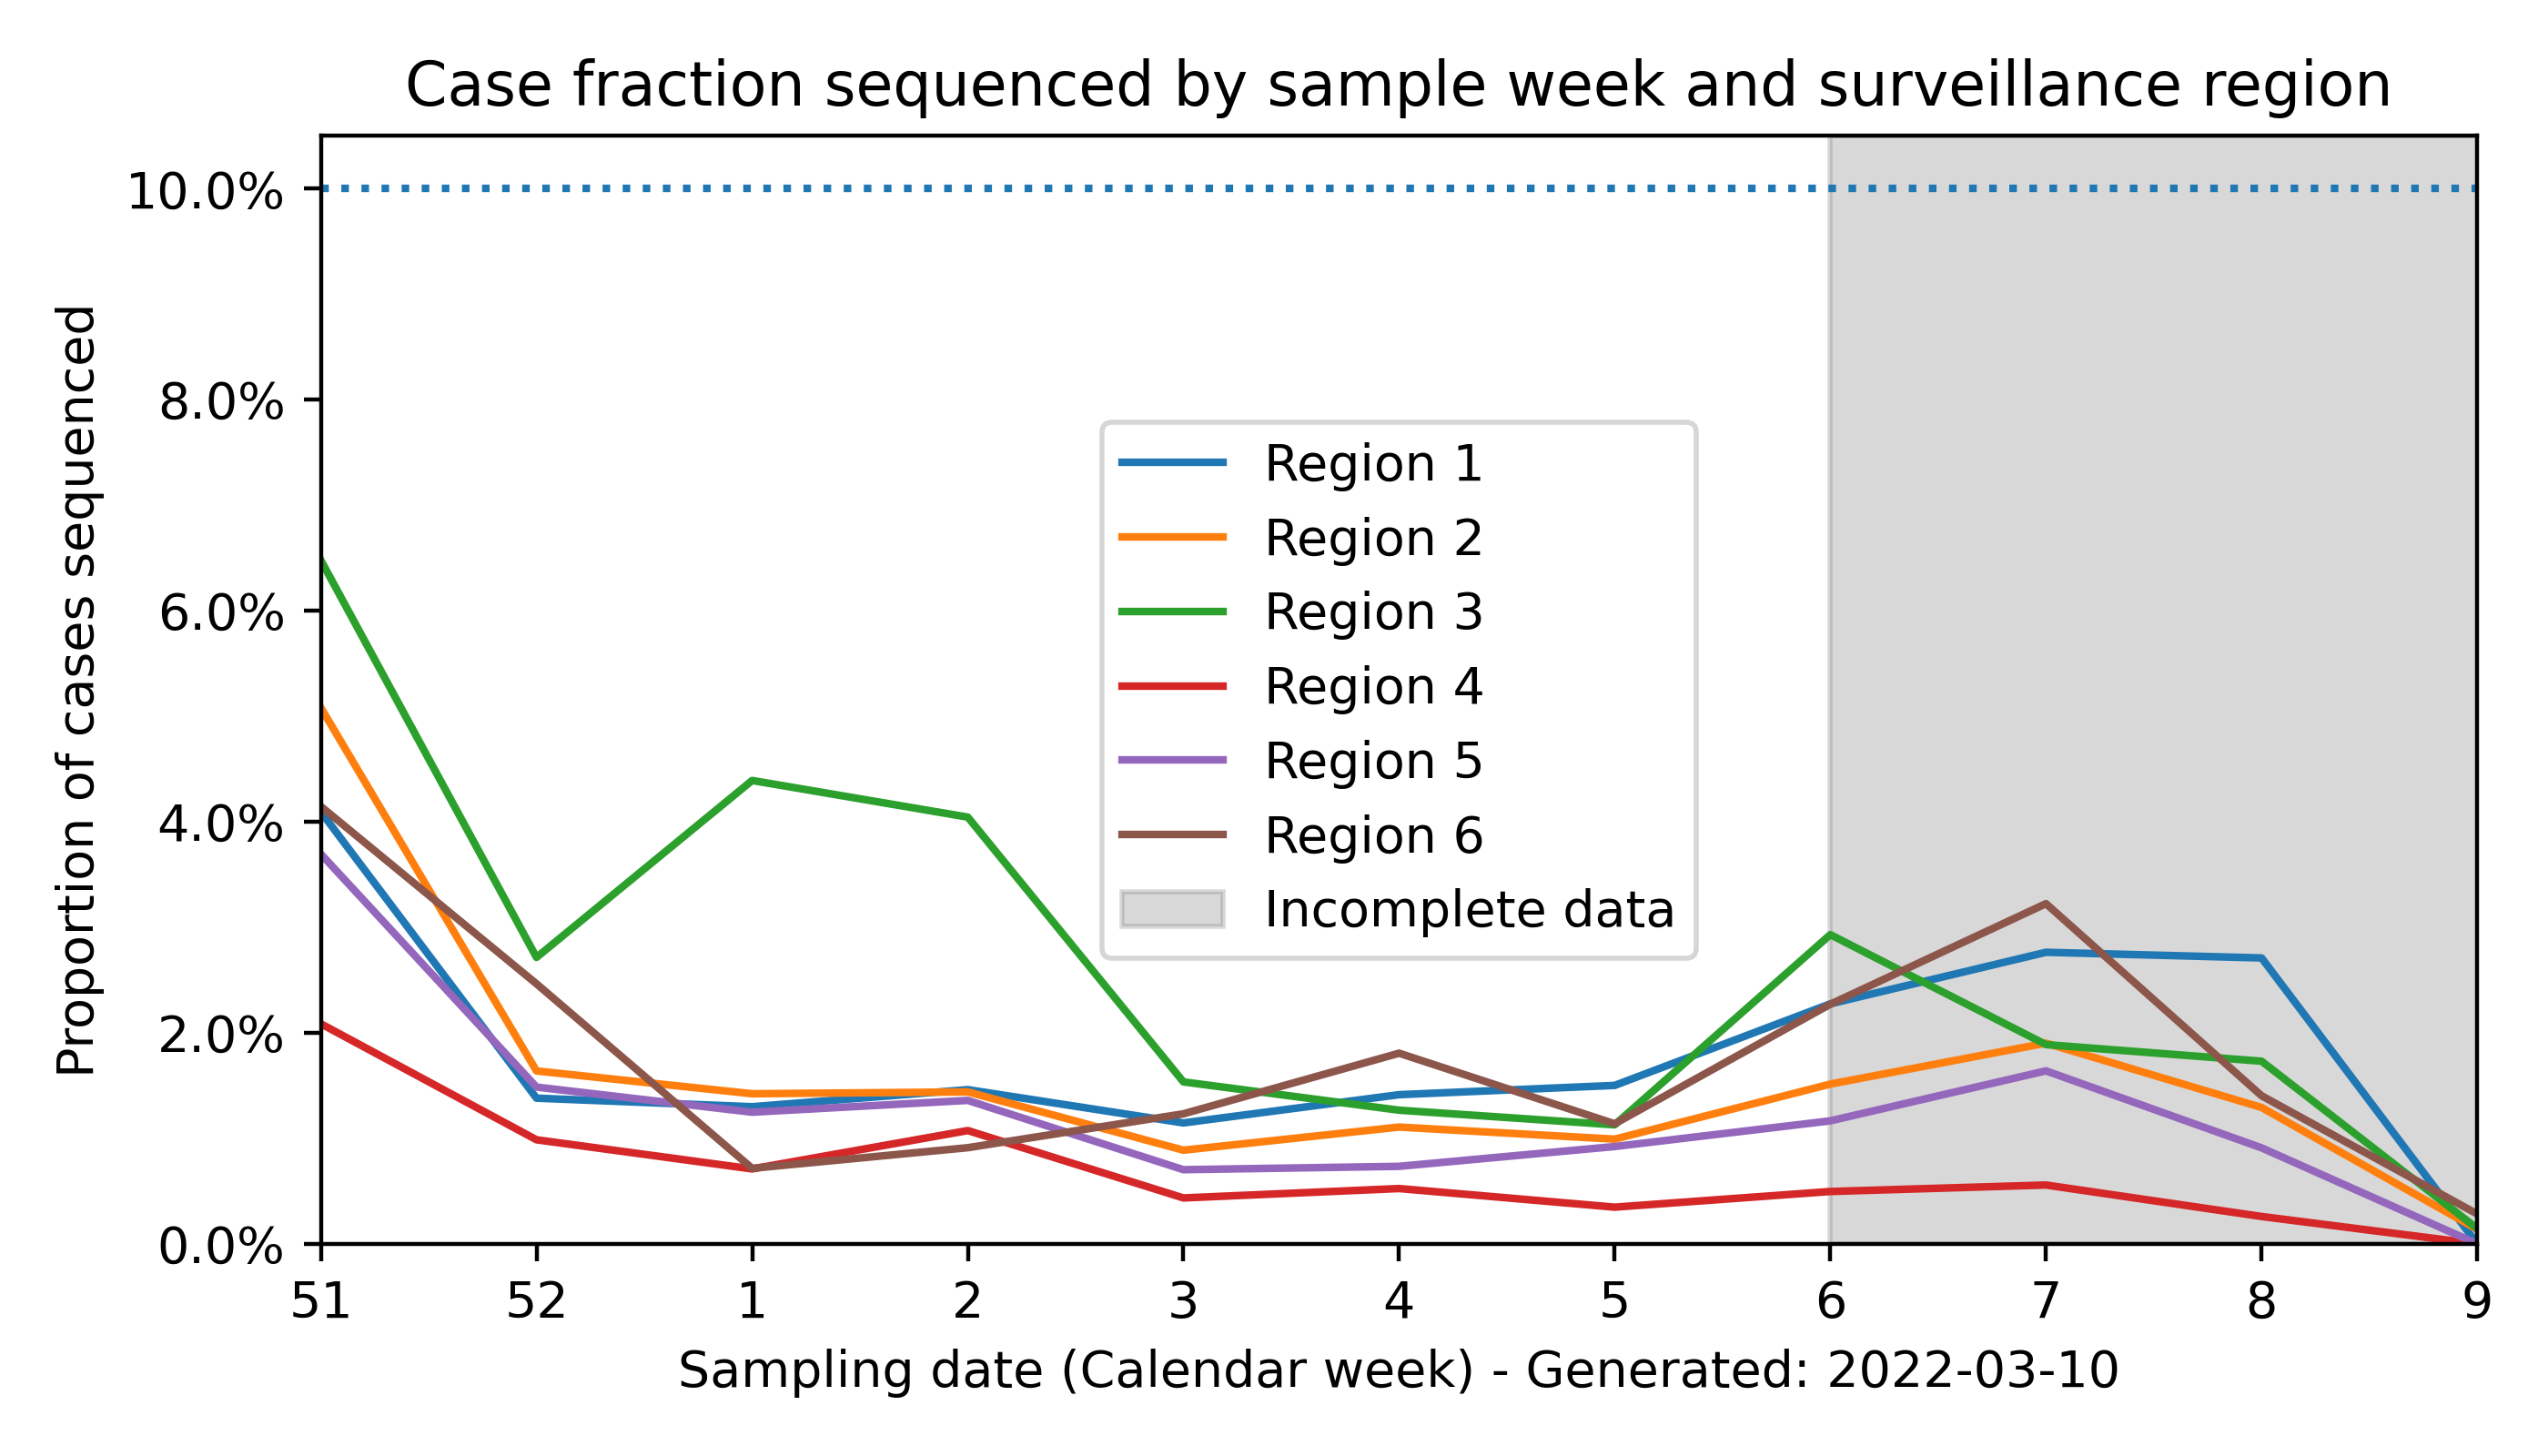 Case fraction sequenced by sample week and surveillance region
Proportion of cases sequenced
10.0%
8.0%
6.0%
4.0%
2.0%
0.0%
Region 1
Region 2
Region 3
Region 4
Region 5
Region 6
Incomplete data
51 52 1 2 3 4 5 6 7 8 9
Sampling date (Calendar week) - Generated: 2022-03-10